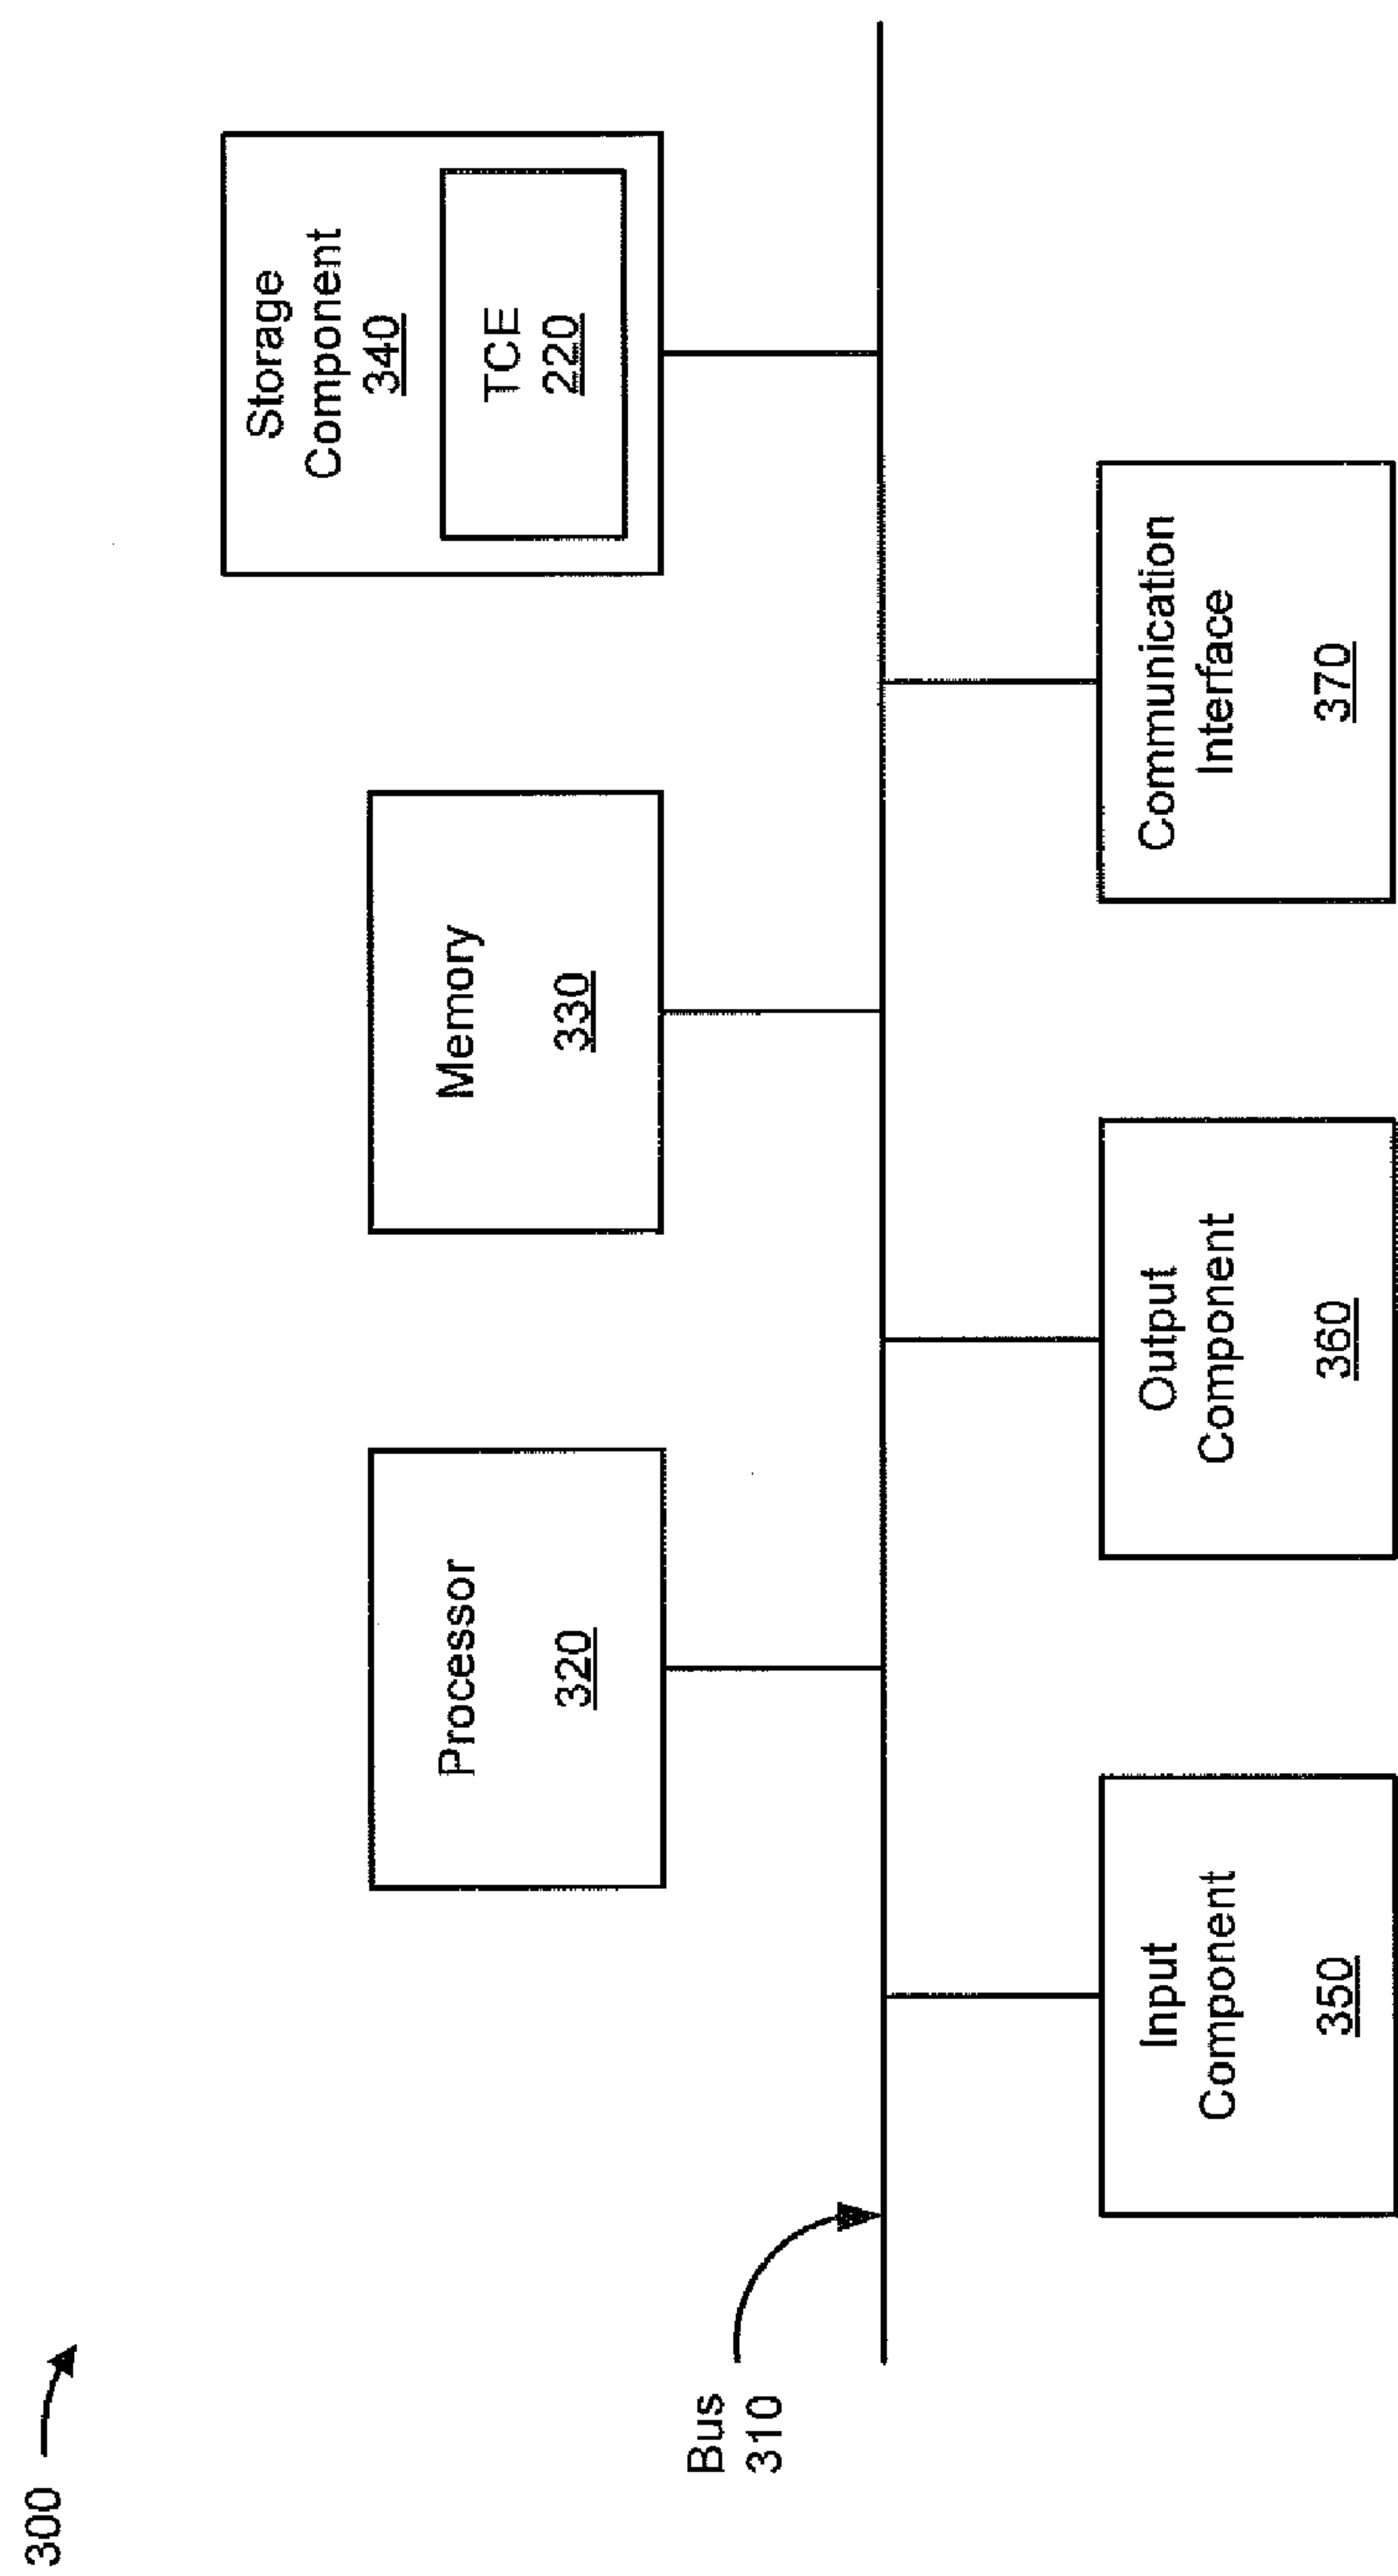 300
Processor
320
Memory
330
Storage
Component
340
TCE
220
Bus
310
Input
Component
350
Output
Component
360
Communication
Interface
370